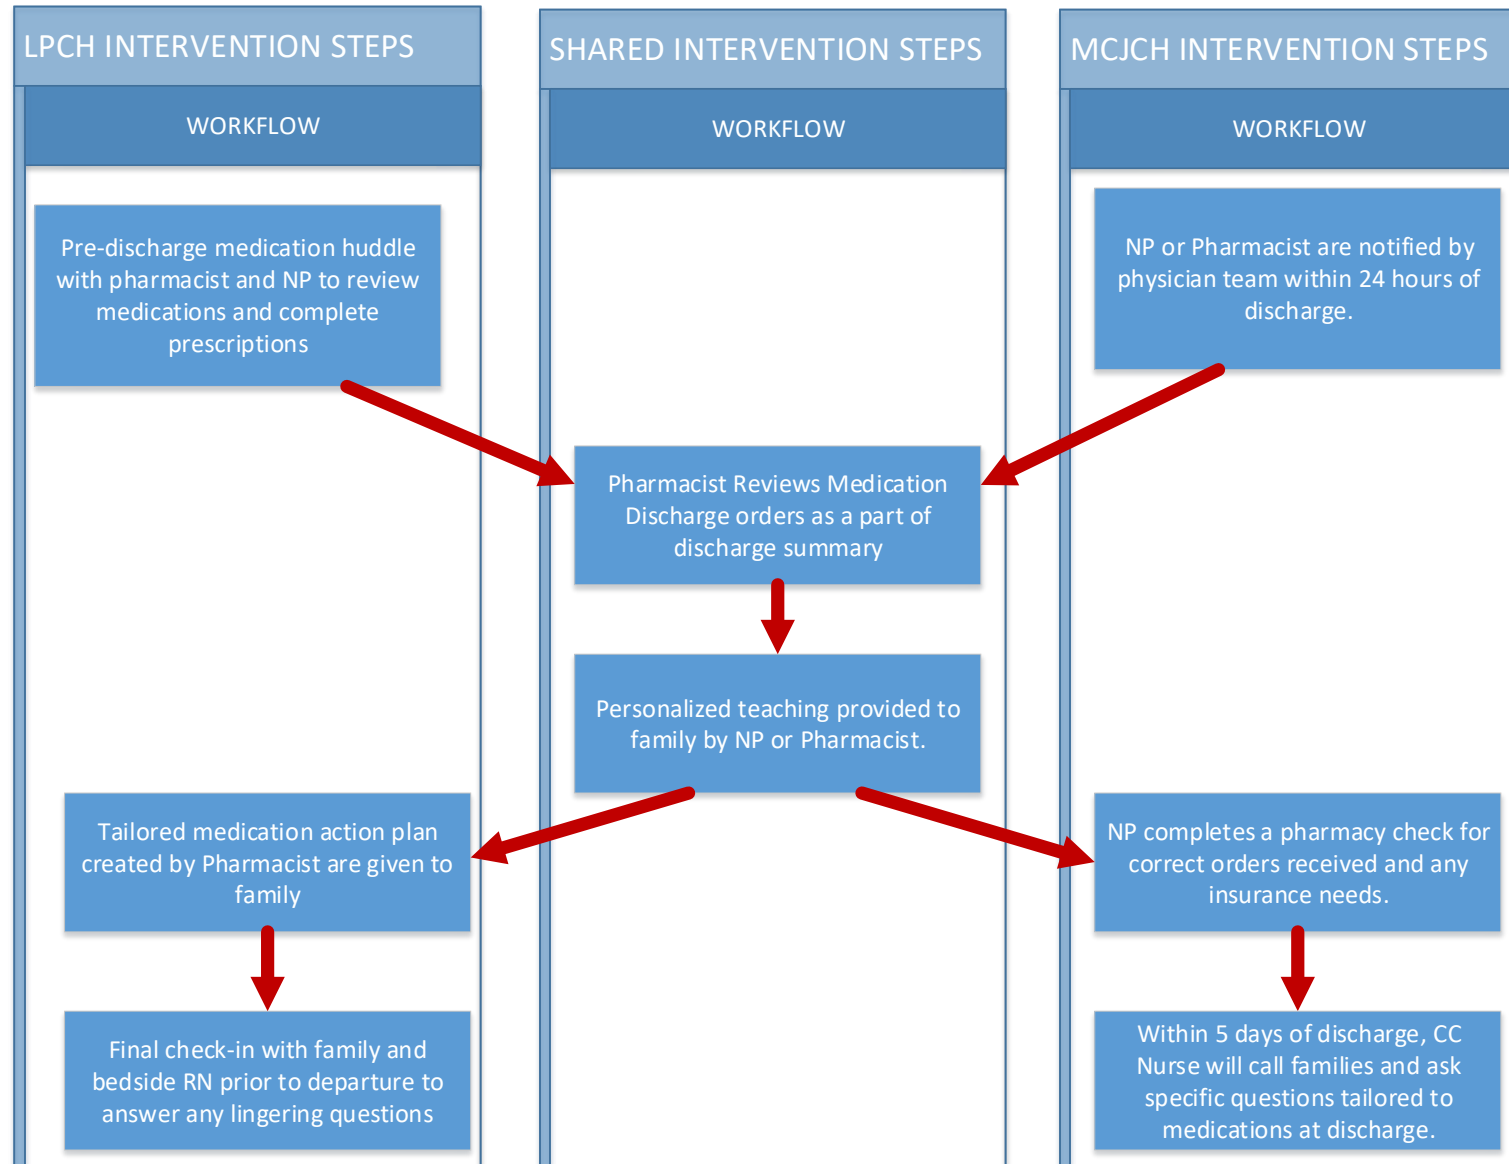 LPCH INTERVENTION STEPS
WORKFLOW
Pre-discharge medication huddle
with pharmacist and NP to review
medications and complete
prescriptions
Tailored medication action plan
created by Pharmacist are given to
family
Final check-in with family and
bedside RN prior to departure to
answer any lingering questions
SHARED INTERVENTION STEPS
WORKFLOW
Pharmacist Reviews Medication
Discharge orders as a part of
discharge summary
Personalized teaching provided to
family by NP or Pharmacist.
MCJCH INTERVENTION STEPS
WORKFLOW
NP or Pharmacist are notified by
physician team within 24 hours of
discharge.
NP completes a pharmacy check for
correct orders received and any
insurance needs.
Within 5 days of discharge, CC
Nurse will call families and ask
specific questions tailored to
medications at discharge.